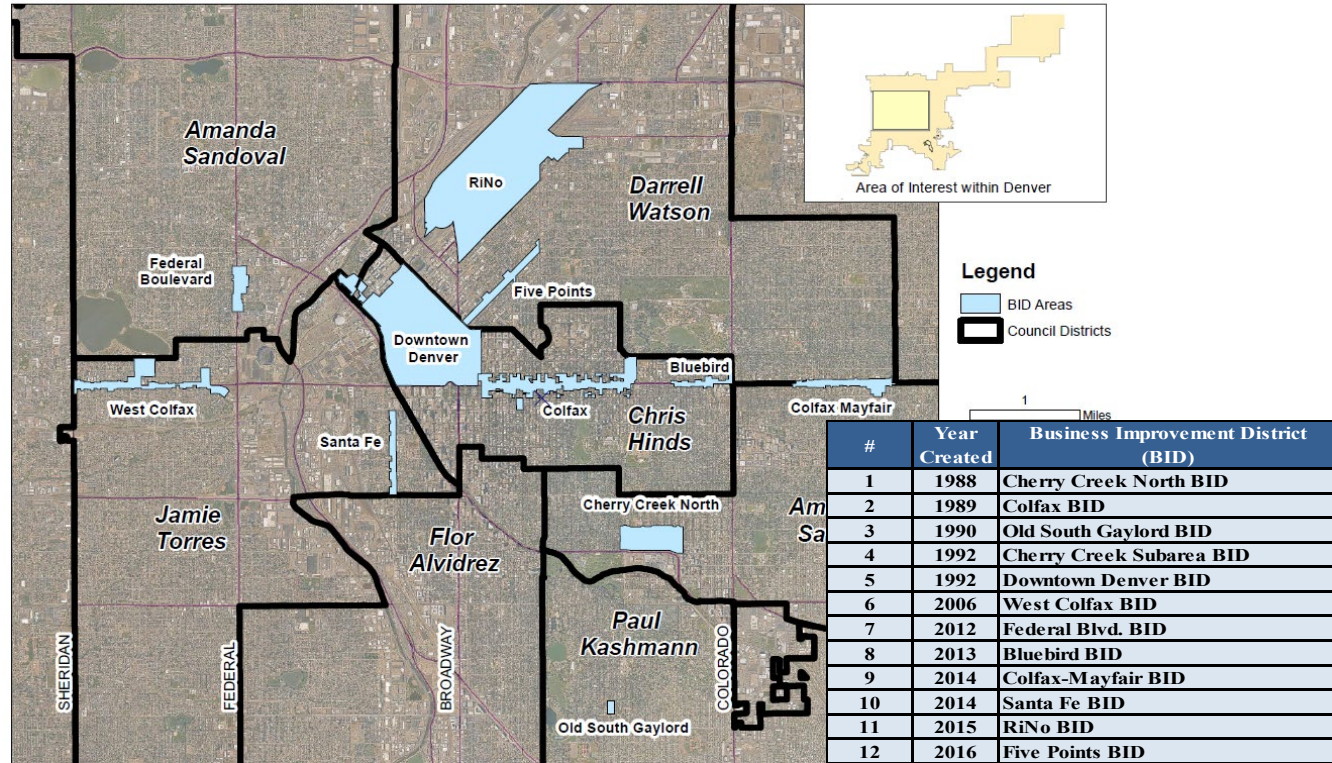 Amanda
Sandoval
RiNo
Darrell
Watson
Area of Interest within Denver
Federal
Boulevard
Five Points
Legend
BID Areas
Council Districts
Downtown
Denver
Bluebird
West Colfax
Colfax
Colfax Mayfair
Chris
Hinds
Santa Fe
1
Miles
Cherry Creek North
Jamie
Torres
Flor
Alvidrez
Am
Sa
Paul
Kashmann
SHERIDAN
FEDERAL
BROADWAY
COLORADO
Old South Gaylord
# Year Created Business Improvement District (BID)
1 1988 Cherry Creek North BID
2 1989 Colfax BID
3 1990 Old South Gaylord BID
4 1992 Cherry Creek Subarea BID
5 1992 Downtown Denver BID
6 2006 West Colfax BID
7 2012 Federal Blvd. BID
8 2013 Bluebird BID
9 2014 Colfax-Mayfair BID
10 2014 Santa Fe BID
11 2015 RiNo BID
12 2016 Five Points BID